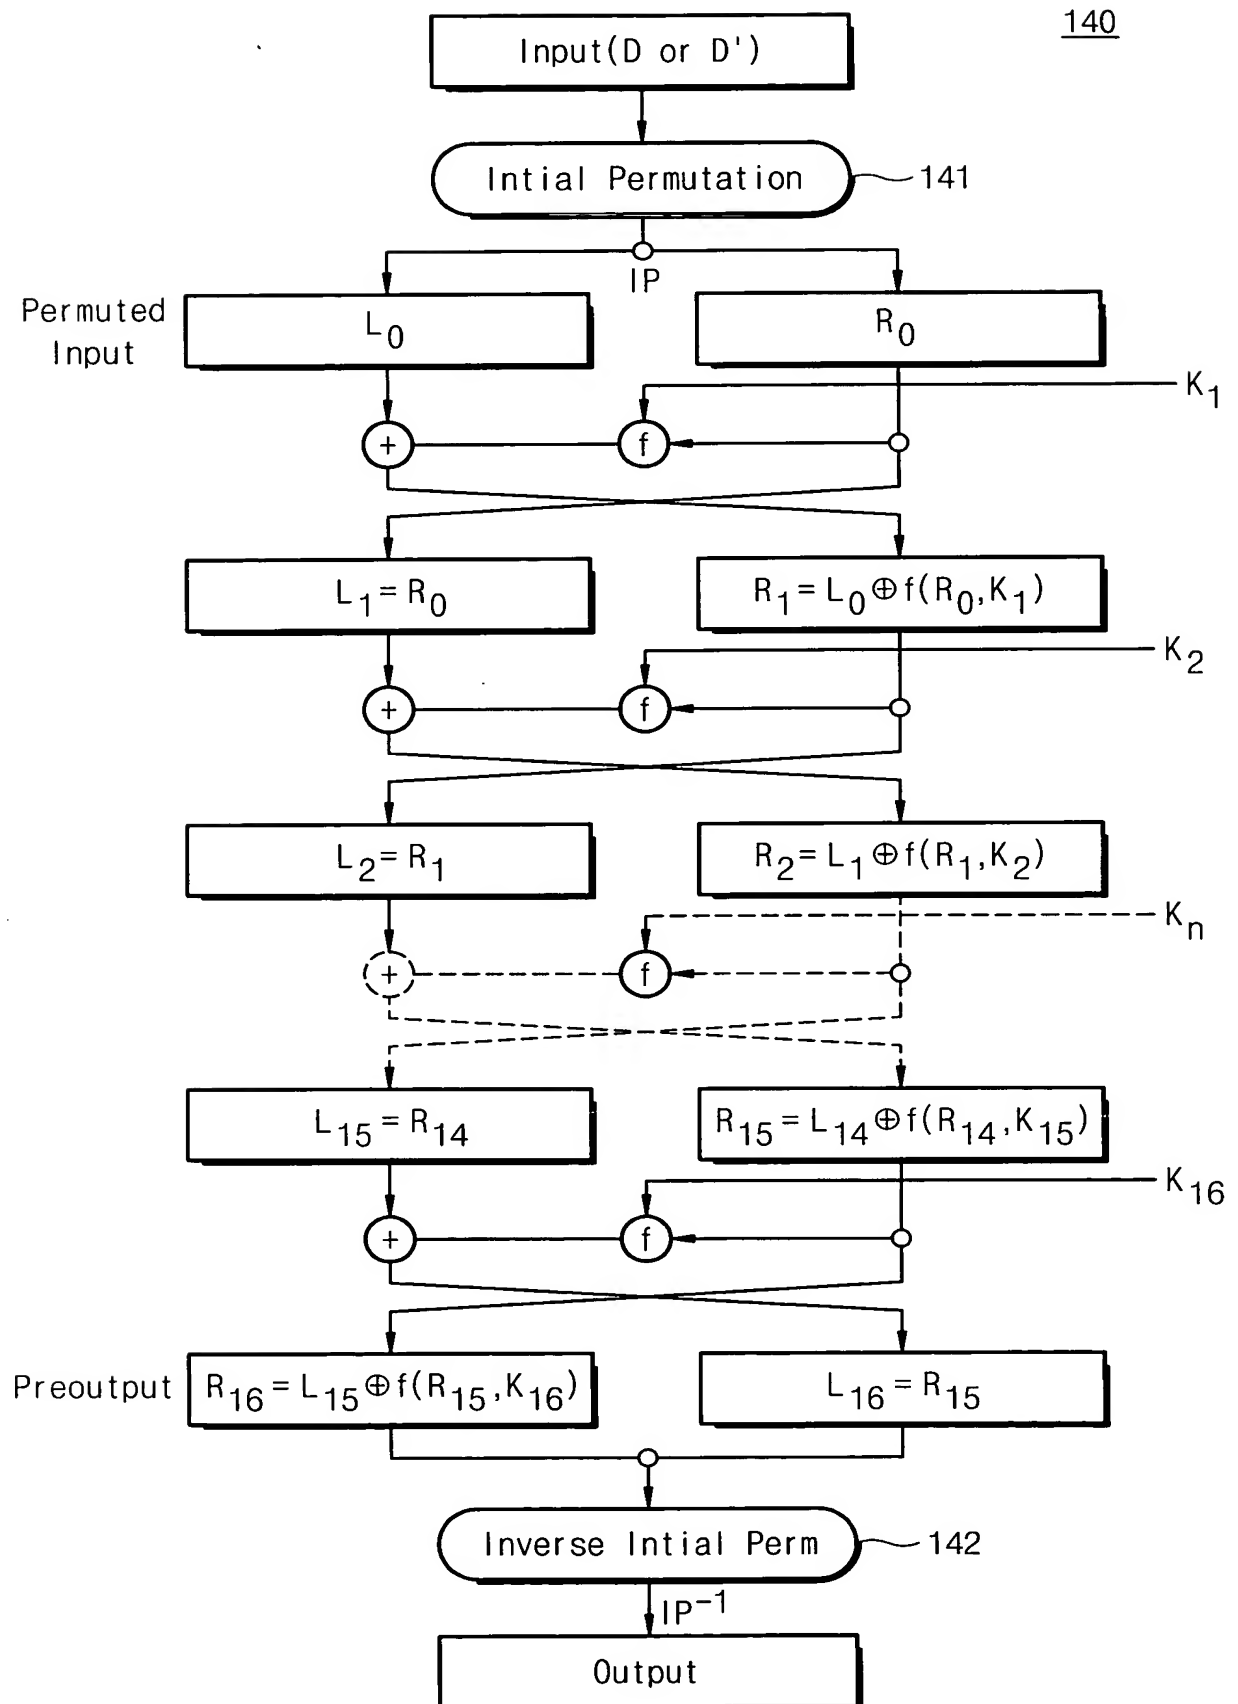 140
Input(D or D')
Intial Permutation
141
IP
Permuted
Input
L0
R0
K1
+
f
L1=R0
R1=L0⊕f(R0,K1)
K2
+
f
L2=R1
R2=L1⊕f(R1,K2)
Kn
+
f
L15=R14
R15=L14⊕f(R14,K15)
K16
+
f
Preoutput
R16=L15⊕f(R15,K16)
L16=R15
Inverse Intial Perm
142
IP-1
Output